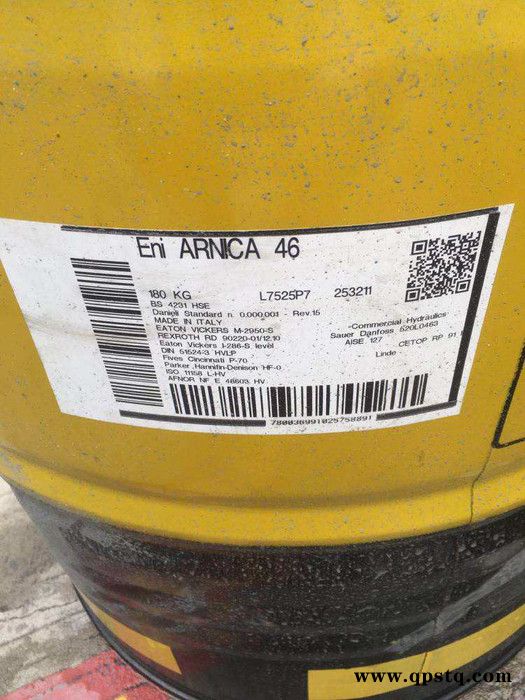 Eni ARNICA 46
180 KG L7525P7 253211
BS 4231 HSE
Danieli Standard n. 0.000.001 - Rev.15
MADE IN ITALY
EATON VICKERS M-2950-S
REXROTH RD 90220-01/12.10
Eaton Vickers I-286-S level
DIN 51524-3 HVLP
Fives Cincinnati P-70
Parker Hannifin-Denison HF-0
ISO 11158 L-HV
AFNOR NF E 48603 HV
-Commercial Hydraulics
Sauer Danfoss 520L0463
AISE 127 CETOP RP 91
Linde
780036991025758891
www.qpstq.com